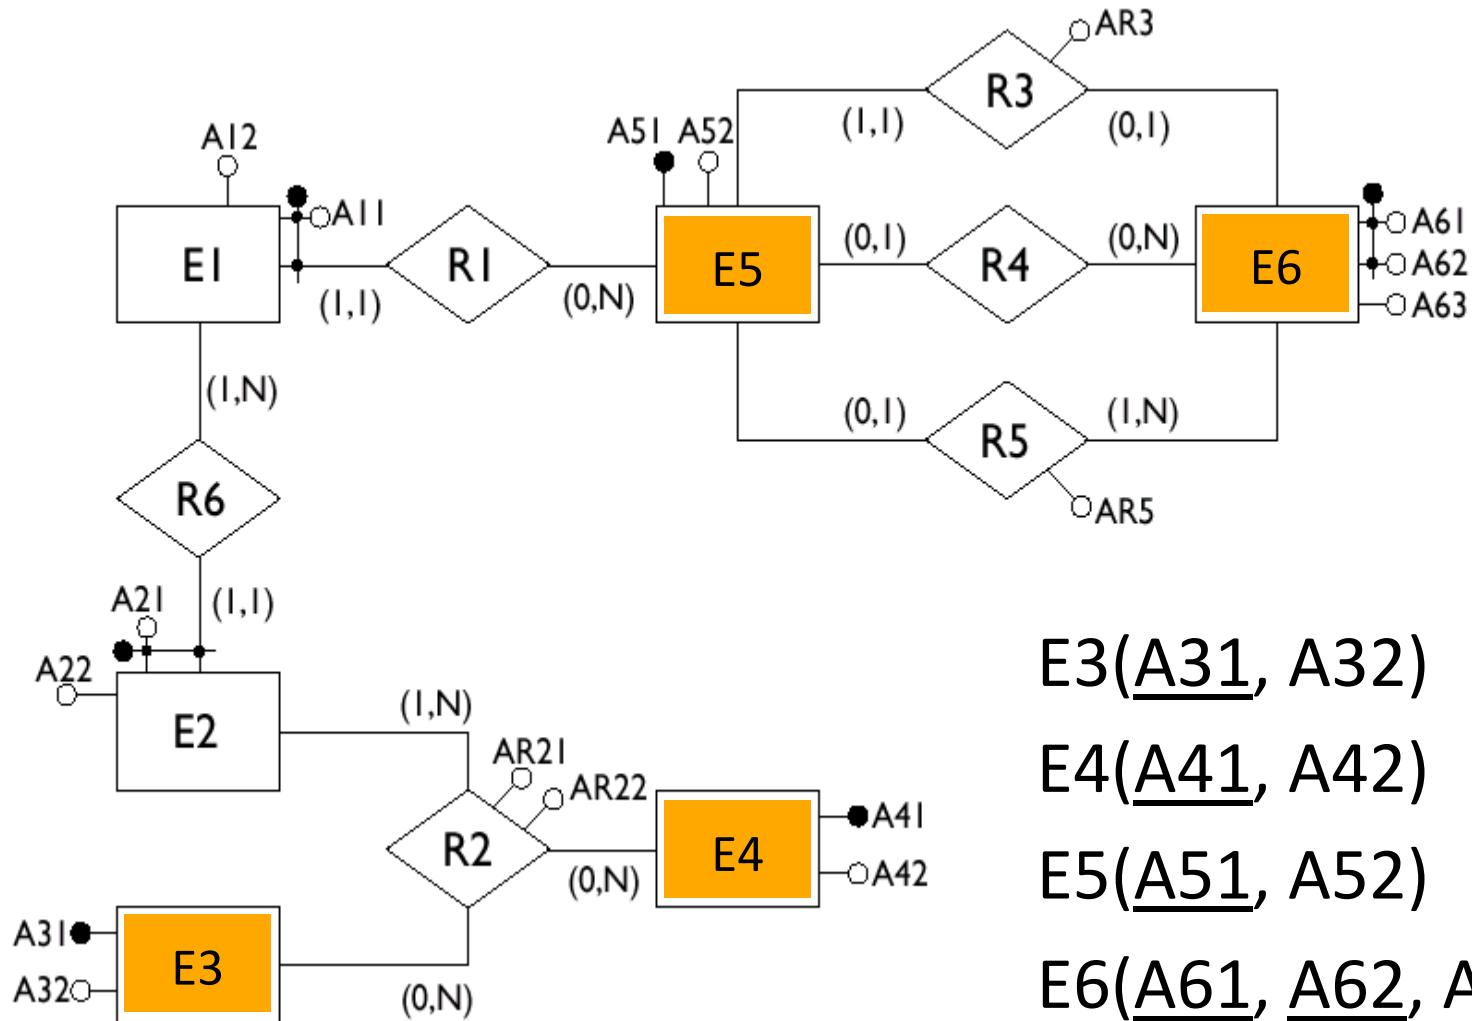 AR3
R3
(1,1)
(0,1)
A12
A51 A52
A11
E1
R1
(1,1)
(0,N)
E5
(0,1)
R4
(0,N)
E6
A61
A62
A63
(1,N)
(0,1)
R5
(1,N)
AR5
R6
(1,1)
A21
A22
E2
(1,N)
AR21
AR22
R2
(0,N)
E4
A41
A42
A31
A32
E3
(0,N)
E3(A31, A32)
E4(A41, A42)
E5(A51, A52)
E6(A61, A62, A